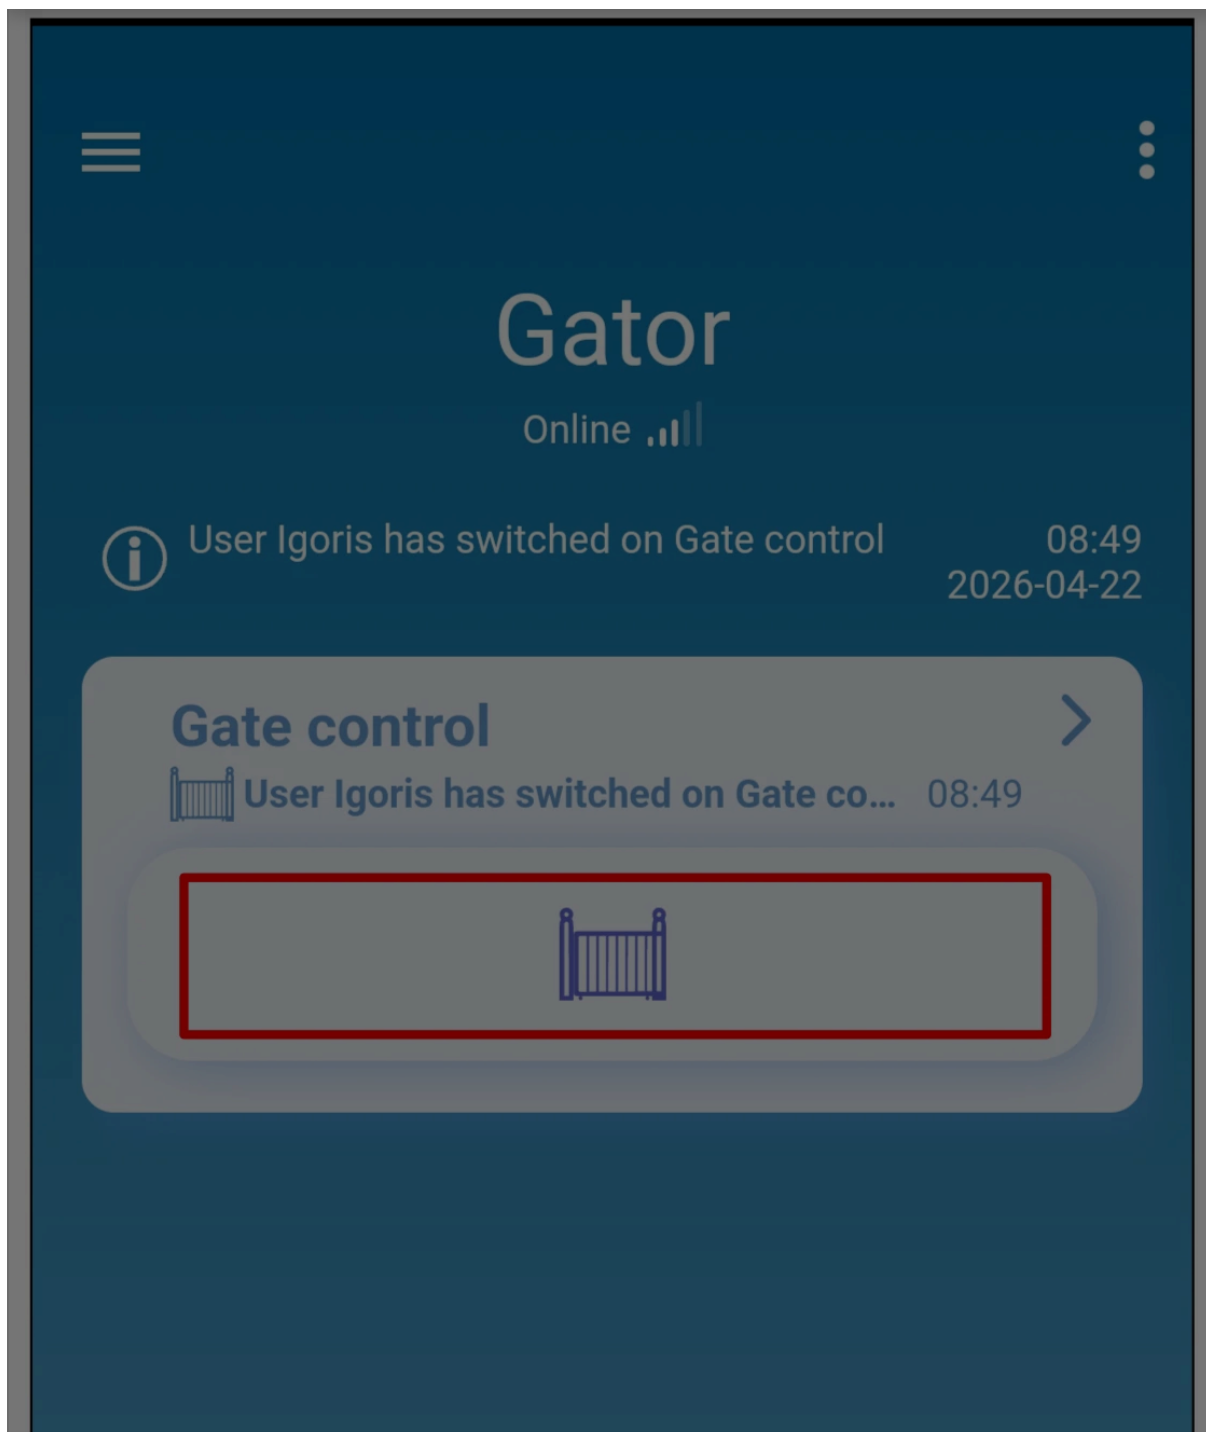 Gator
Online
User Igoris has switched on Gate control 08:49
2026-04-22
Gate control
User Igoris has switched on Gate co... 08:49